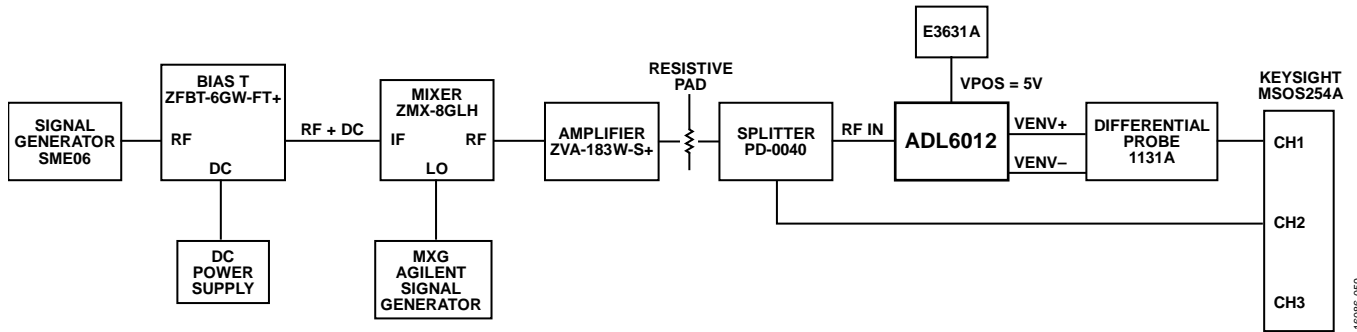 E3631A
BIAS T
ZFBT-6GW-FT+
RF
DC
SIGNAL
GENERATOR
SME06
RF + DC
MIXER
ZMX-8GLH
IF
RF
LO
AMPLIFIER
ZVA-183W-S+
RESISTIVE
PAD
SPLITTER
PD-0040
RF IN
VPOS = 5V
ADL6012
VENV+
VENV–
DIFFERENTIAL
PROBE
1131A
KEYSIGHT
MSOS254A
CH1
CH2
CH3
DC
POWER
SUPPLY
MXG
AGILENT
SIGNAL
GENERATOR